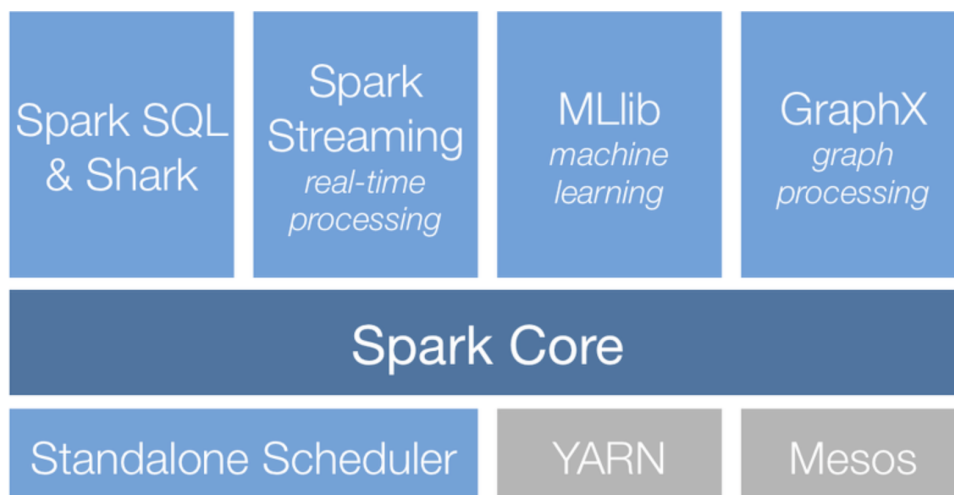 Spark SQL
& Shark
Spark
Streaming
real-time
processing
MLlib
machine
learning
GraphX
graph
processing
Spark Core
Standalone Scheduler
YARN
Mesos